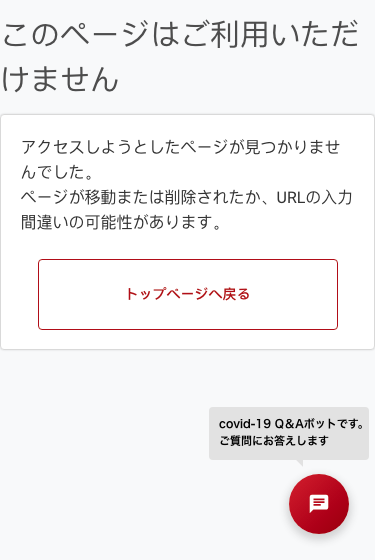 このページはご利用いただ
けません
アクセスしようとしたページが見つかりませ
んでした。
ページが移動または削除されたか、URLの入力
間違いの可能性があります。
トップページへ戻る
covid-19 Q&Aボットです。
ご質問にお答えします